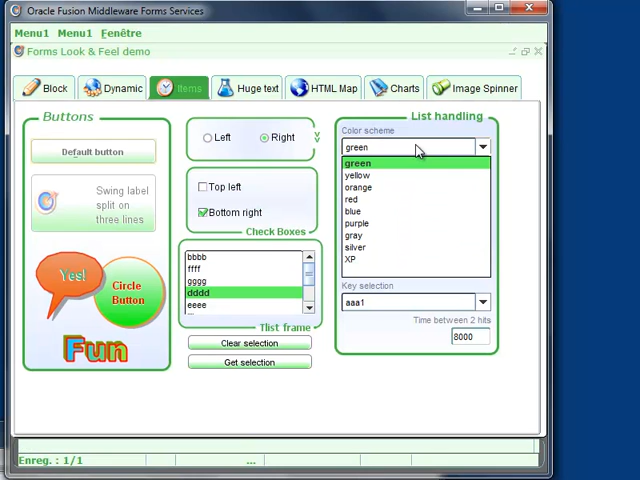 Oracle Fusion Middleware Forms Services
Menu1 Menu1 Fenêtre
Forms Look & Feel demo
Block Dynamic Items Huge text HTML Map Charts Image Spinner
Buttons
Default button
Swing label
split on
three lines
Yes!
Circle
Button
Fun
Left Right
Top left
Bottom right
Check Boxes
bbbb
ffff
gggg
dddd
eeee
Tlist frame
Clear selection
Get selection
List handling
Color scheme
green
green
yellow
orange
red
blue
purple
gray
silver
XP
Key selection
aaa1
Time between 2 hits
8000
Enreg. : 1/1 ...